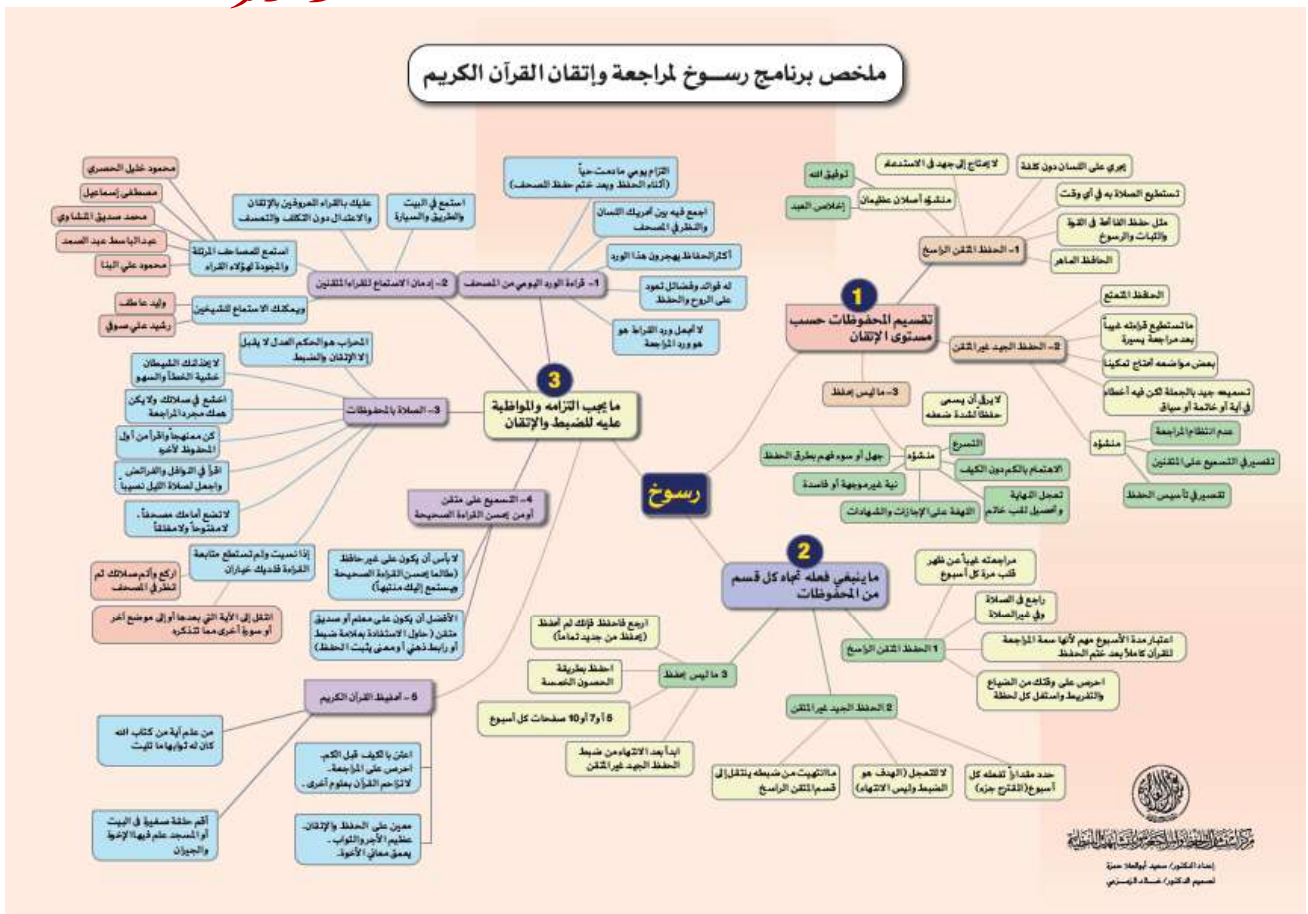 ملخص برنامج رسوخ لمراجعة وإتقان القرآن الكريم
رسوخ
1
تقسيم المحفوظات حسب
مستوى الإتقان
1- الحفظ المتقن الراسخ
يجري على اللسان دون كلفة
لا يحتاج إلى جهد في الاستدعاء
تستطيع الصلاة به في أي وقت
مثل حفظ الفاتحة في القوة
والثبات والرسوخ
الحافظ الماهر
منشؤه أصلان عظيمان
توفيق الله
إخلاص العبد
2- الحفظ الجيد غير المتقن
الحافظ المتعتع
ما تستطيع قراءته غيباً
بعد مراجعة يسيرة
بعض مواضعه تحتاج تمكينا
تسميعه جيد بالجملة لكن فيه أخطاء
في آية أو خاتمة أو سياق
منشؤه
عدم انتظام المراجعة
تقصير في التسميع على المتقنين
تقصير في تأسيس الحفظ
3- ما ليس بحفظ
لا يرقى أن يسمى
حفظاً لشدة ضعفه
منشؤه
التسرع
جهل أو سوء فهم بطرق الحفظ
الاهتمام بالكم دون الكيف
نية غير موجهة أو فاسدة
تعجل النهاية
وتحصيل لقب خاتم
اللهفة على الإجازات والشهادات
2
ما ينبغي فعله تجاه كل قسم
من المحفوظات
1 الحفظ المتقن الراسخ
مراجعته غيباً عن ظهر
قلب مرة كل أسبوع
راجع في الصلاة
وفي غير الصلاة
اعتبار مدة الأسبوع مهم لأنها سمة المراجعة
للقرآن كاملاً بعد ختم الحفظ
احرص على وقتك من الضياع
والتفريط واستغل كل لحظة
2 الحفظ الجيد غير المتقن
حدد مقداراً تفعله كل
أسبوع (المقترح جزء)
لا تتعجل (الهدف هو
الضبط وليس الانتهاء)
ما انتهيت من ضبطه ينتقل إلى
قسم المتقن الراسخ
3 ما ليس بحفظ
ارجع فاحفظ فإنك لم تحفظ
(يحفظ من جديد تماماً)
احفظ بطريقة
الحصون الخمسة
5 أو 7 أو 10 صفحات كل أسبوع
ابدأ بعد الانتهاء من ضبط
الحفظ الجيد غير المتقن
3
ما يجب التزامه والمواظبة
عليه للضبط والإتقان
1- قراءة الورد اليومي من المصحف
التزام يومي ما دمت حياً
(أثناء الحفظ وبعد ختم حفظ المصحف)
اجمع فيه بين تحريك اللسان
والنظر في المصحف
أكثر الحفاظ يهجرون هذا الورد
له فوائد وفضائل تعود
على الروح والحفظ
لا تجعل ورد القراءة هو
هو ورد المراجعة
2- إدمان الاستماع للقراء المتقنين
استمع في البيت
والطريق والسيارة
عليك بالقراء المعروفين بالإتقان
والاعتدال دون التكلف والتعسف
استمع للمصاحف المرتلة
والمجودة لهؤلاء القراء
محمود خليل الحصري
مصطفى إسماعيل
محمد صديق المنشاوي
عبد الباسط عبد الصمد
محمود علي البنا
ويمكنك الاستماع للشيخين
وليد عاطف
رشيد علي صوفي
3- الصلاة بالمحفوظات
المحراب هو الحكم العدل لا يقبل
إلا الإتقان والضبط
لا يخذلنك الشيطان
خشية الخطأ والسهو
اخشع في صلاتك ولا يكن
همك مجرد المراجعة
كن ممنهجاً واقرأ من أول
المحفوظ لآخره
اقرأ في النوافل والفرائض
واجعل لصلاة الليل نصيباً
لا تضع أمامك مصحفاً،
لا مفتوحاً ولا مغلقاً
إذا نسيت ولم تستطع متابعة
القراءة فلديك خياران
اركع وأتم صلاتك ثم
انظر في المصحف
انتقل إلى الآية التي بعدها أو إلى موضع آخر
أو سورة أخرى مما تتذكره
4- التسميع على متقن
أو من يحسن القراءة الصحيحة
لا بأس أن يكون على غير حافظ
(طالما يحسن القراءة الصحيحة
ويستمع إليك منتبهاً)
الأفضل أن يكون على معلم أو صديق
متقن (حاول الاستفادة بعلامة ضبط
أو رابط ذهني أو معنى يثبت الحفظ)
5- تحفيظ القرآن الكريم
من علم آية من كتاب الله
كان له ثوابها ما تليت
اعتن بالكيف قبل الكم.
احرص على المراجعة.
لا تزاحم القرآن بعلوم أخرى.
أقم حلقة صغيرة في البيت
أو المسجد علم فيها الإخوة
والجيران
معين على الحفظ والإتقان.
عظيم الأجر والثواب.
يعمق معاني الأخوة.
إعداد الدكتور/ سعيد أبو العلا حمزة